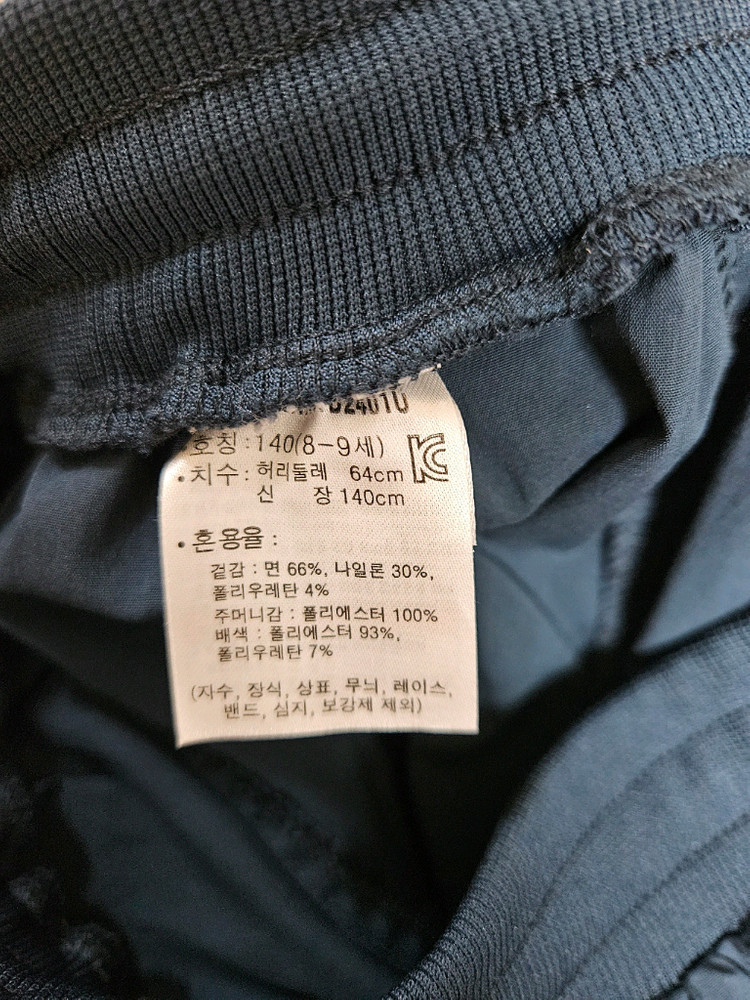 호칭 : 140(8-9세)
• 치수 : 허리둘레 64cm
신 장 140cm
• 혼용율 :
겉감 : 면 66%, 나일론 30%,
폴리우레탄 4%
주머니감 : 폴리에스터 100%
배색 : 폴리에스터 93%,
폴리우레탄 7%
(자수, 장식, 상표, 무늬, 레이스,
밴드, 심지, 보강제 제외)